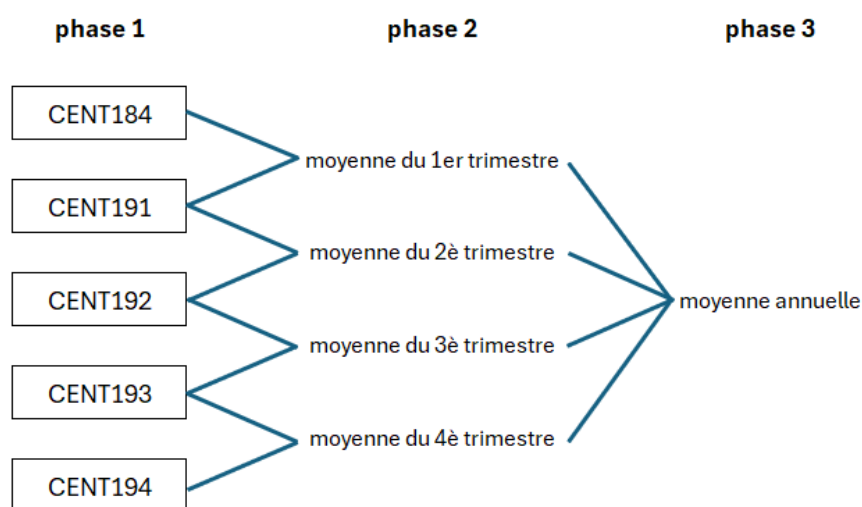 phase 1
phase 2
phase 3
CENT184
moyenne du 1er trimestre
CENT191
moyenne du 2è trimestre
CENT192
moyenne annuelle
moyenne du 3è trimestre
CENT193
moyenne du 4è trimestre
CENT194